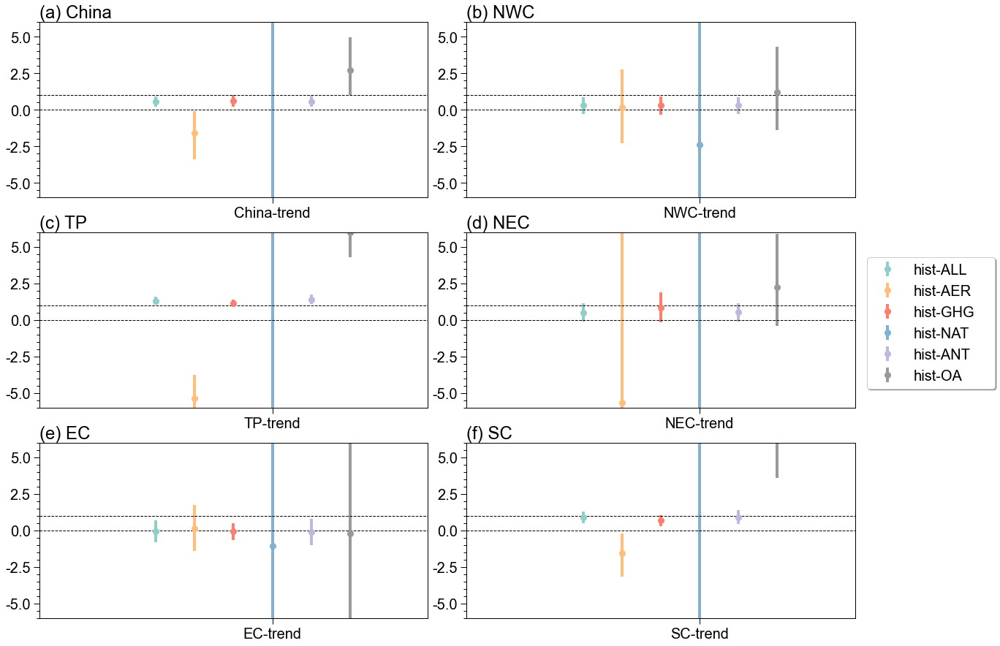 (a) China
5.0
2.5
0.0
-2.5
-5.0
China-trend
(b) NWC
5.0
2.5
0.0
-2.5
-5.0
NWC-trend
(c) TP
5.0
2.5
0.0
-2.5
-5.0
TP-trend
(d) NEC
5.0
2.5
0.0
-2.5
-5.0
NEC-trend
(e) EC
5.0
2.5
0.0
-2.5
-5.0
EC-trend
(f) SC
5.0
2.5
0.0
-2.5
-5.0
SC-trend
hist-ALL
hist-AER
hist-GHG
hist-NAT
hist-ANT
hist-OA